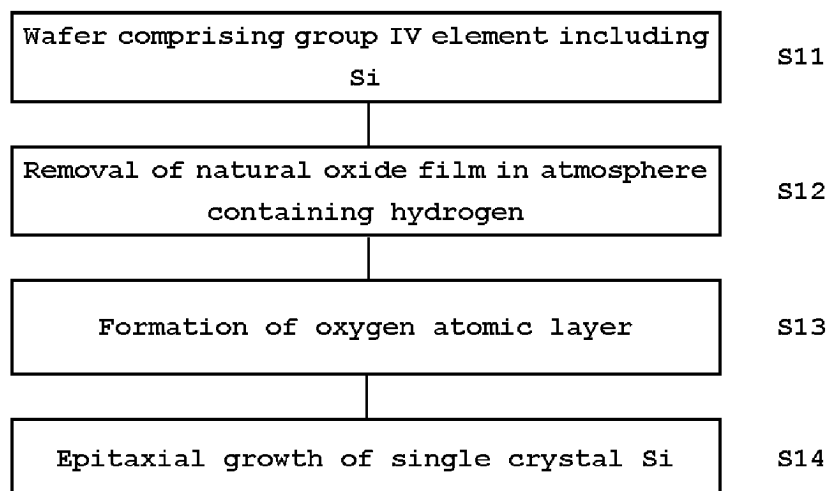 Wafer comprising group IV element including
Si
S11
Removal of natural oxide film in atmosphere
containing hydrogen
S12
Formation of oxygen atomic layer
S13
Epitaxial growth of single crystal Si
S14